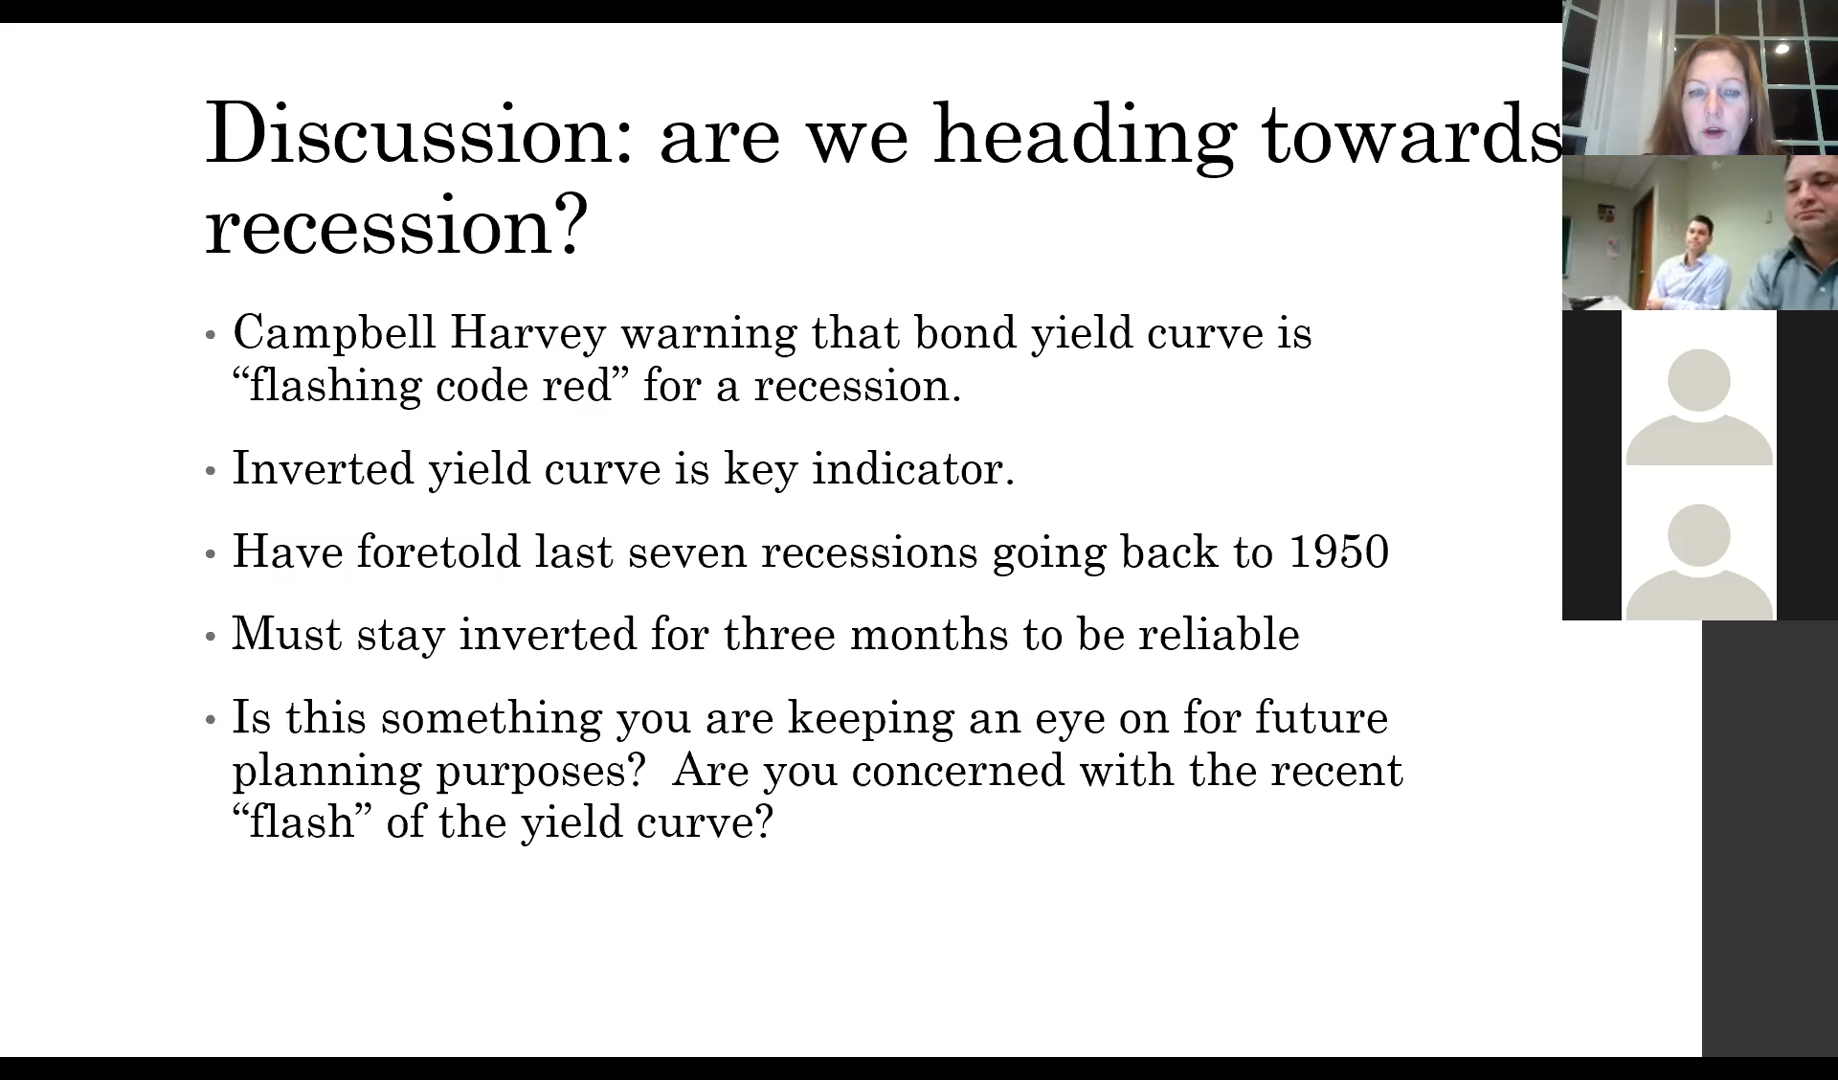 Discussion: are we heading towards
recession?
• Campbell Harvey warning that bond yield curve is
“flashing code red” for a recession.
• Inverted yield curve is key indicator.
• Have foretold last seven recessions going back to 1950
• Must stay inverted for three months to be reliable
• Is this something you are keeping an eye on for future
planning purposes?  Are you concerned with the recent
“flash” of the yield curve?